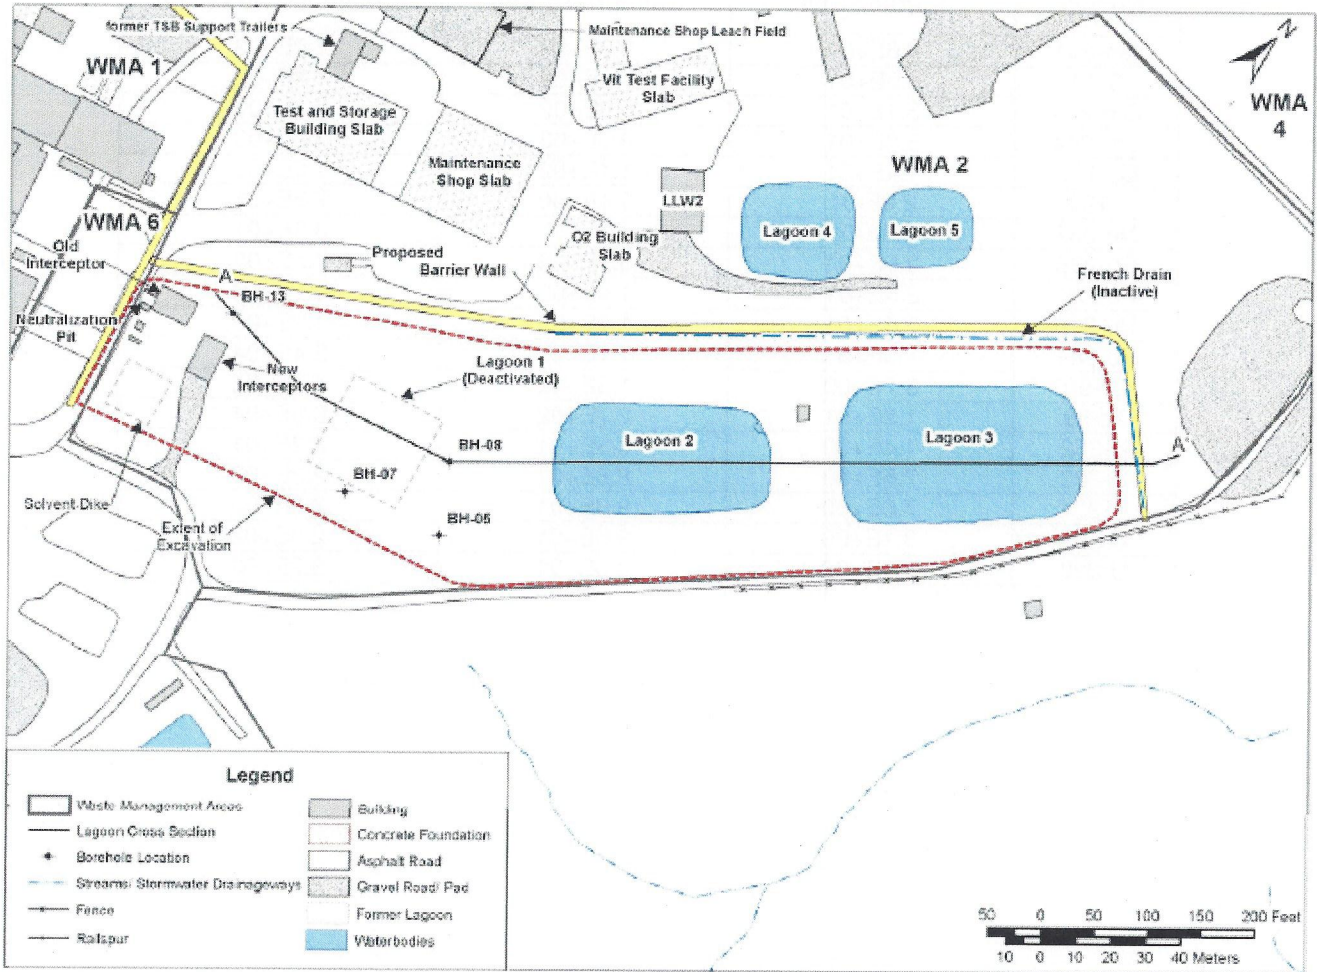 former TSB Support Trailers
Maintenance Shop Leach Field
N
WMA 1
WMA
4
Vit Test Facility
Slab
Test and Storage
Building Slab
Maintenance
Shop Slab
WMA 2
LLW2
WMA 6
Lagoon 4
Lagoon 5
Old
Interceptor
Proposed
Barrier Wall
O2 Building
Slab
French Drain
(Inactive)
A
BH-13
Neutralization
Pit
New
Interceptors
Lagoon 1
(Deactivated)
BH-08
Lagoon 2
Lagoon 3
A'
BH-07
Solvent Dike
BH-05
Extent of
Excavation
Legend
Waste Management Areas
Lagoon Cross Section
Borehole Location
Streams/ Stormwater Drainageways
Fence
Railspur
Building
Concrete Foundation
Asphalt Road
Gravel Road/ Pad
Former Lagoon
Waterbodies
50 0 50 100 150 200 Feet
10 0 10 20 30 40 Meters